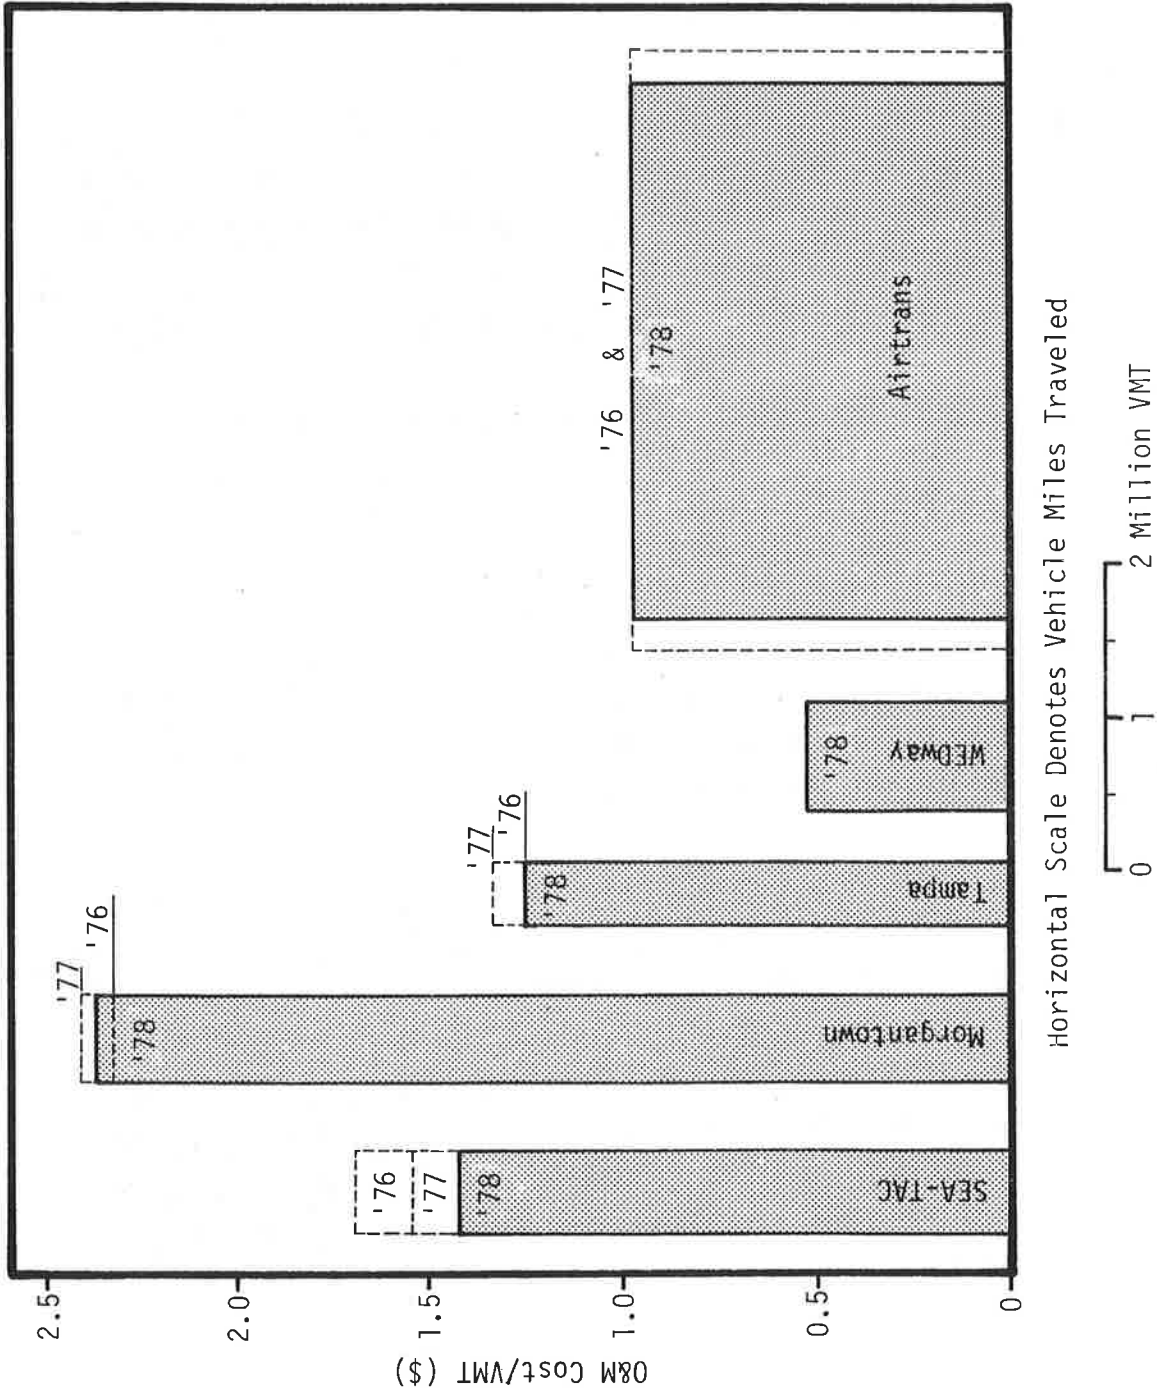 O&M Cost/VMT ($)
2.5
2.0
1.5
1.0
0.5
0
'76
'77
'78
SEA-TAC
'77
'76
'78
Morgantown
'77
'76
'78
Tampa
'78
WEDway
'76 & '77
'78
Airtrans
Horizontal Scale Denotes Vehicle Miles Traveled
0 1 2 Million VMT